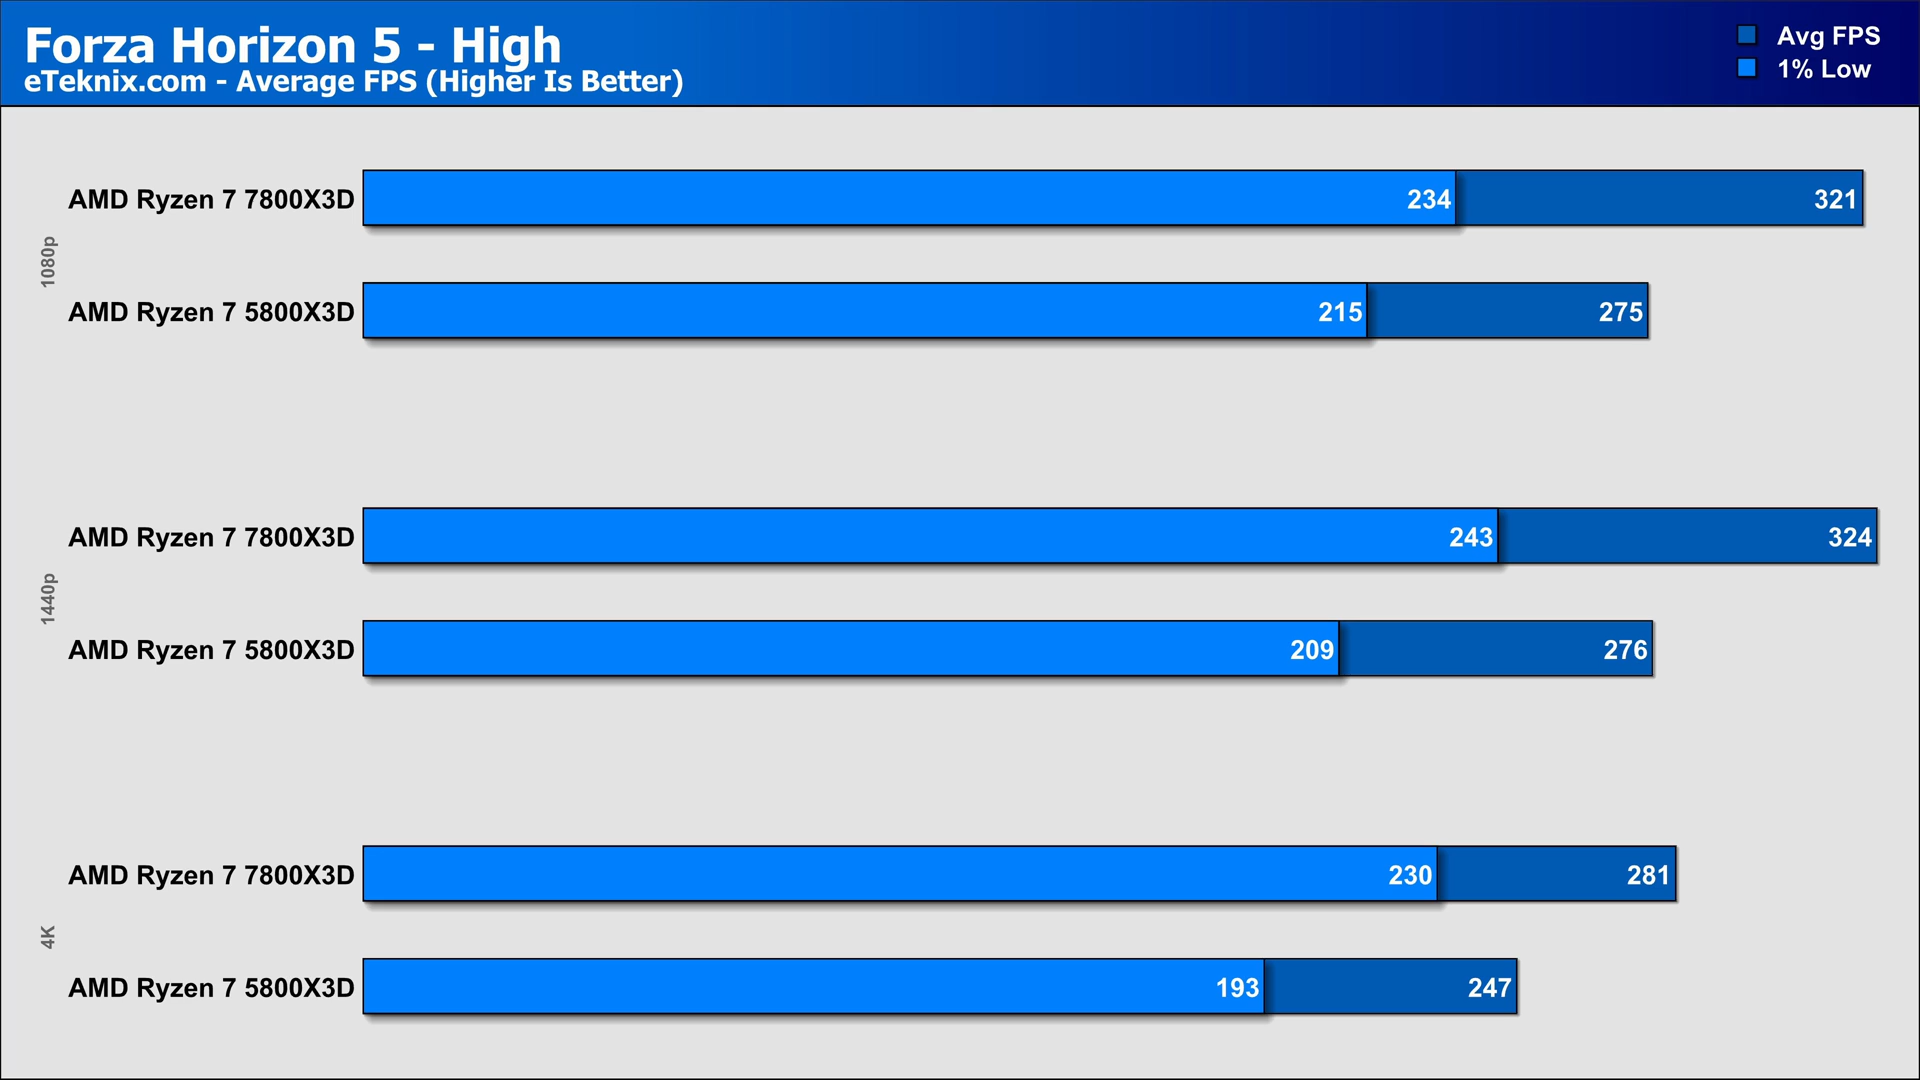 Forza Horizon 5 - High
eTeknix.com - Average FPS (Higher Is Better)
Avg FPS
1% Low
1080p
AMD Ryzen 7 7800X3D
234
321
AMD Ryzen 7 5800X3D
215
275
1440p
AMD Ryzen 7 7800X3D
243
324
AMD Ryzen 7 5800X3D
209
276
4K
AMD Ryzen 7 7800X3D
230
281
AMD Ryzen 7 5800X3D
193
247